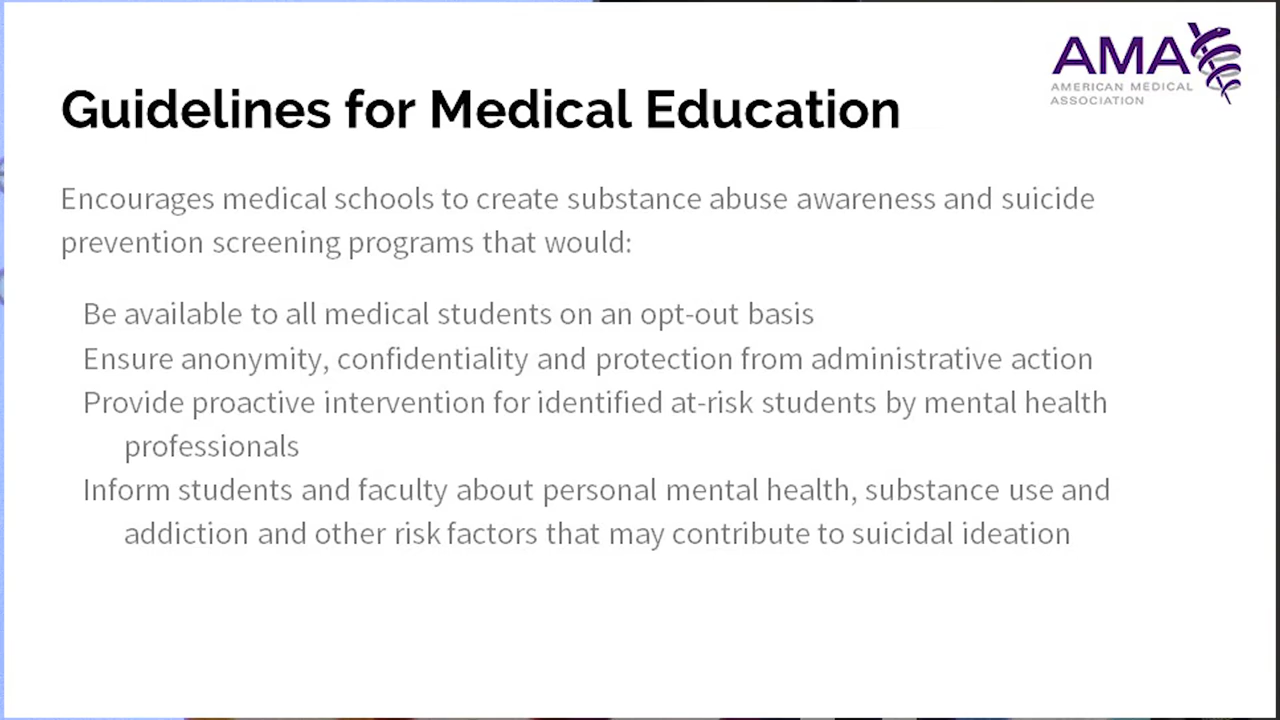 AMA
AMERICAN MEDICAL
ASSOCIATION
Guidelines for Medical Education
Encourages medical schools to create substance abuse awareness and suicide
prevention screening programs that would:
Be available to all medical students on an opt-out basis
Ensure anonymity, confidentiality and protection from administrative action
Provide proactive intervention for identified at-risk students by mental health
professionals
Inform students and faculty about personal mental health, substance use and
addiction and other risk factors that may contribute to suicidal ideation